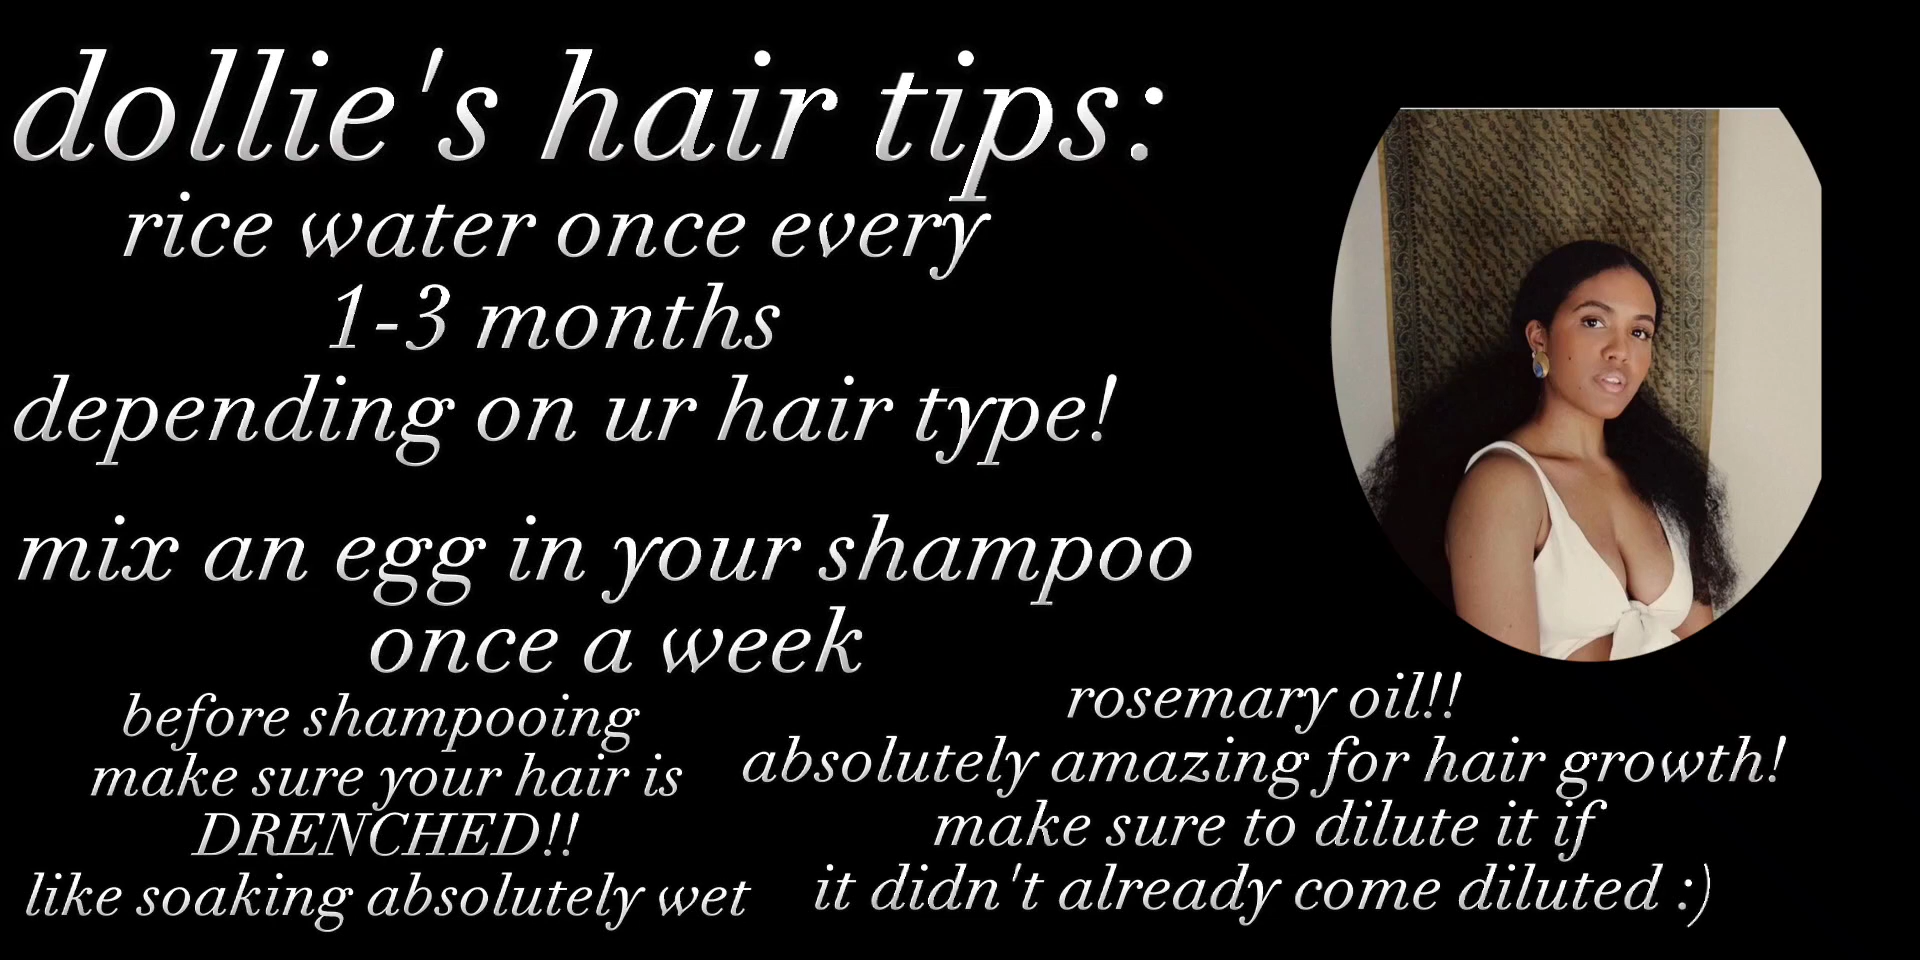 dollie's hair tips:
rice water once every
1-3 months
depending on ur hair type!
mix an egg in your shampoo
once a week
before shampooing
make sure your hair is
DRENCHED!!
like soaking absolutely wet
rosemary oil!!
absolutely amazing for hair growth!
make sure to dilute it if
it didn't already come diluted :)